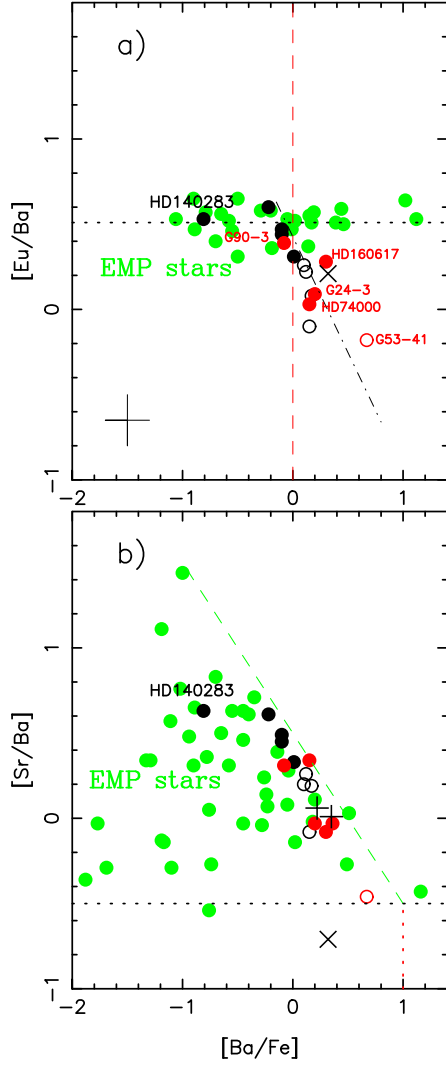 a)
1
HD140283
[Eu/Ba]
G90-3
HD160617
EMP stars
G24-3
HD74000
0
G53-41
−1
−2
−1
0
1
b)
1
HD140283
[Sr/Ba]
EMP stars
0
−1
−2
−1
0
1
[Ba/Fe]